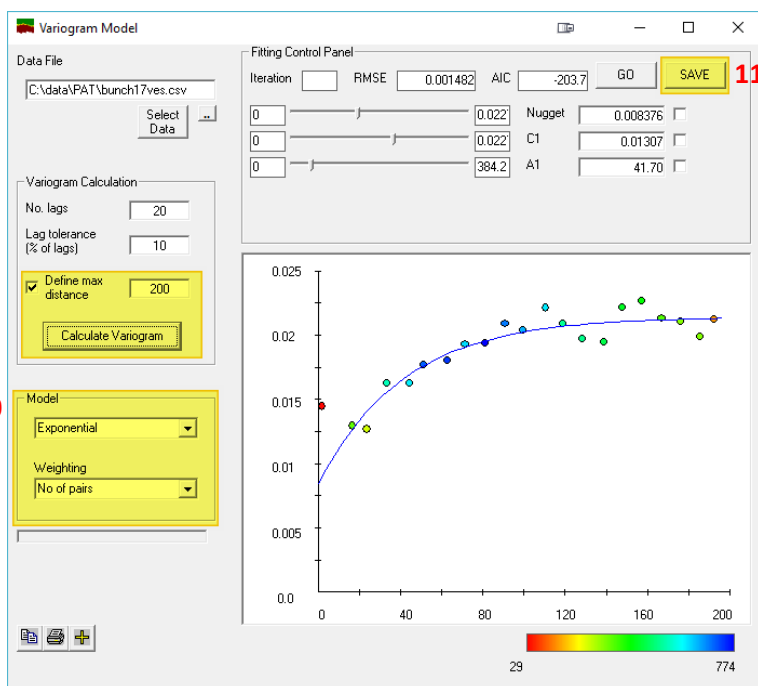 Variogram Model
Data File
C:\data\PAT\bunch17ves.csv
Select Data
..
Variogram Calculation
No. lags 20
Lag tolerance (% of lags) 10
Define max distance 200
Calculate Variogram
Model
Exponential
Weighting
No of pairs
Fitting Control Panel
Iteration RMSE 0.001482 AIC -203.7 GO SAVE 11
0 0.022 Nugget 0.008376
0 0.022 C1 0.01307
0 384.2 A1 41.70
0.025
0.02
0.015
0.01
0.005
0.0
0 40 80 120 160 200
29 774